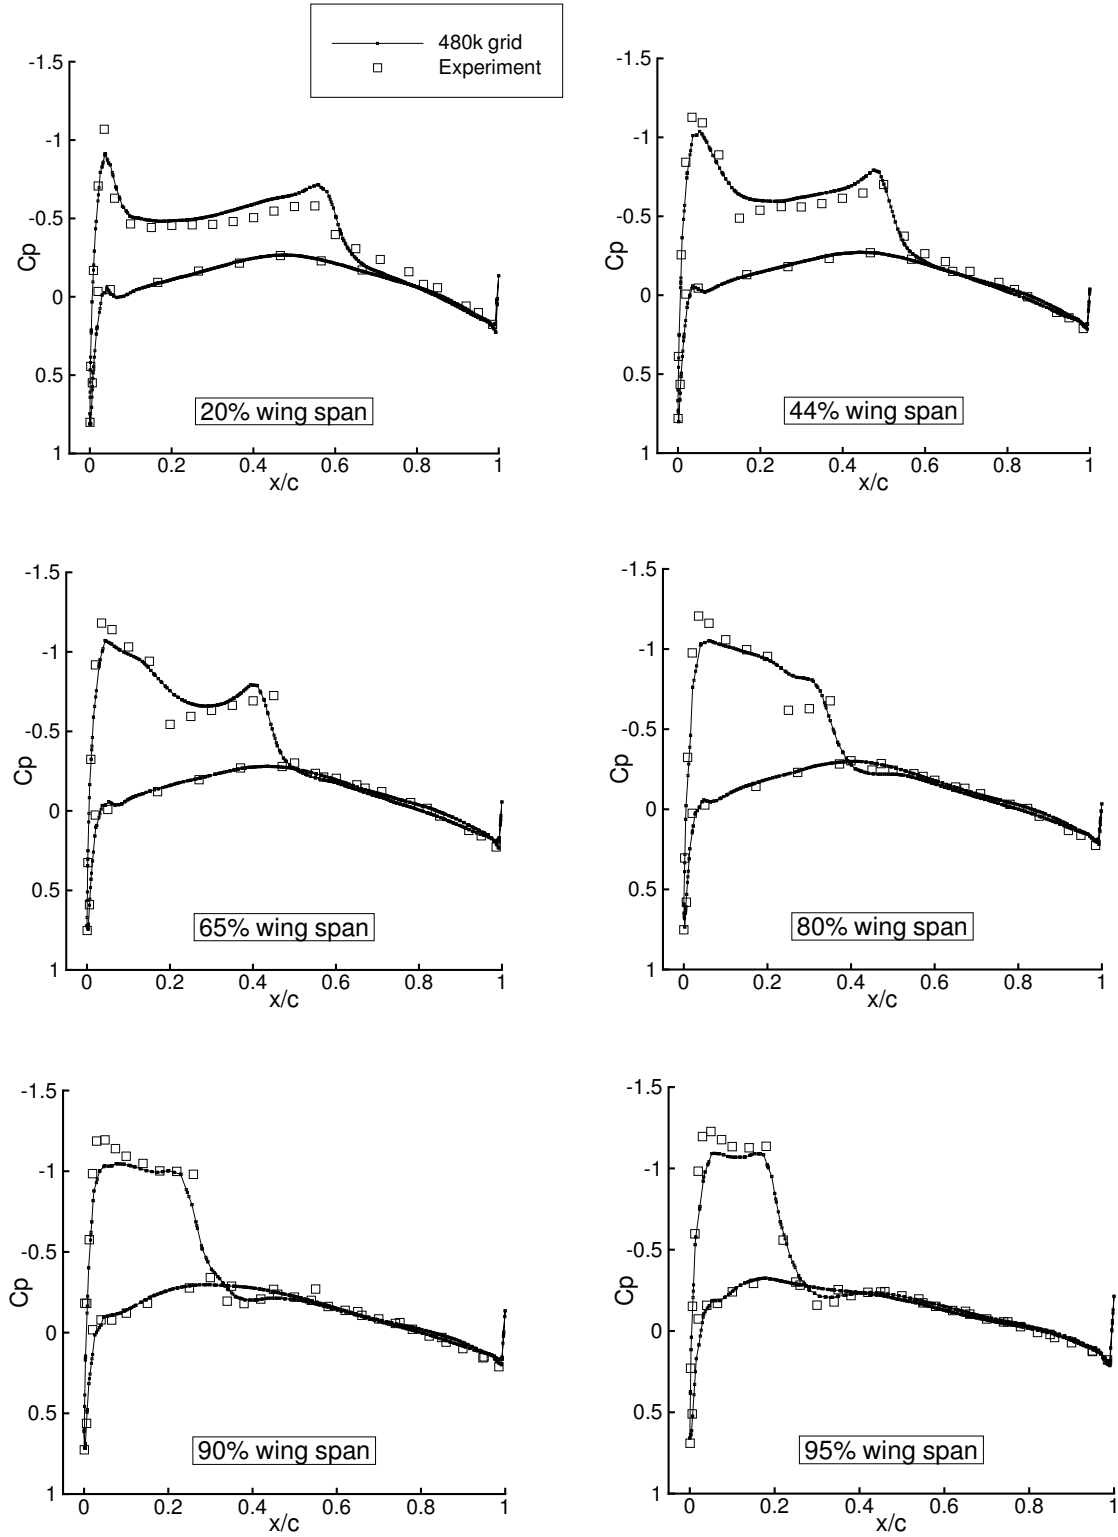 480k grid
Experiment
-1.5
-1
-0.5
0
0.5
1
Cp
20% wing span
0 0.2 0.4 0.6 0.8 1
x/c
-1.5
-1
-0.5
0
0.5
1
Cp
44% wing span
0 0.2 0.4 0.6 0.8 1
x/c
-1.5
-1
-0.5
0
0.5
1
Cp
65% wing span
0 0.2 0.4 0.6 0.8 1
x/c
-1.5
-1
-0.5
0
0.5
1
Cp
80% wing span
0 0.2 0.4 0.6 0.8 1
x/c
-1.5
-1
-0.5
0
0.5
1
Cp
90% wing span
0 0.2 0.4 0.6 0.8 1
x/c
-1.5
-1
-0.5
0
0.5
1
Cp
95% wing span
0 0.2 0.4 0.6 0.8 1
x/c